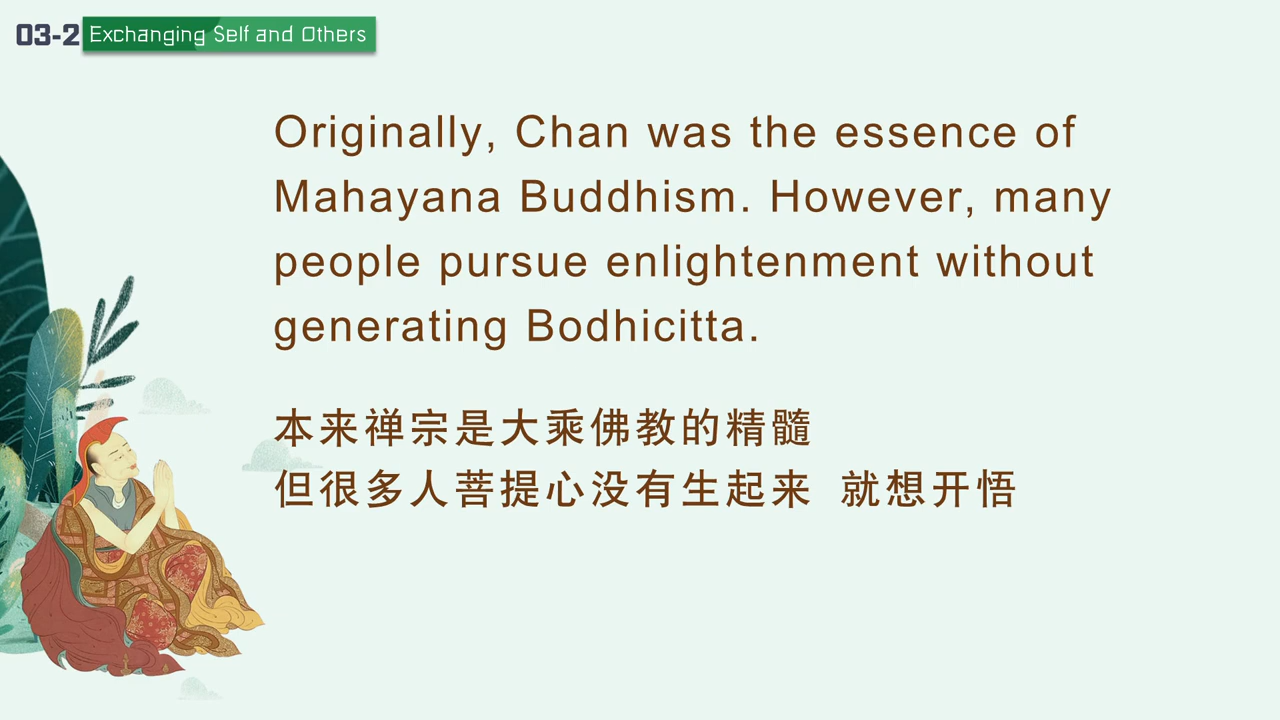 03-2 Exchanging Self and Others
Originally, Chan was the essence of
Mahayana Buddhism. However, many
people pursue enlightenment without
generating Bodhicitta.
本来禅宗是大乘佛教的精髓
但很多人菩提心没有生起来 就想开悟